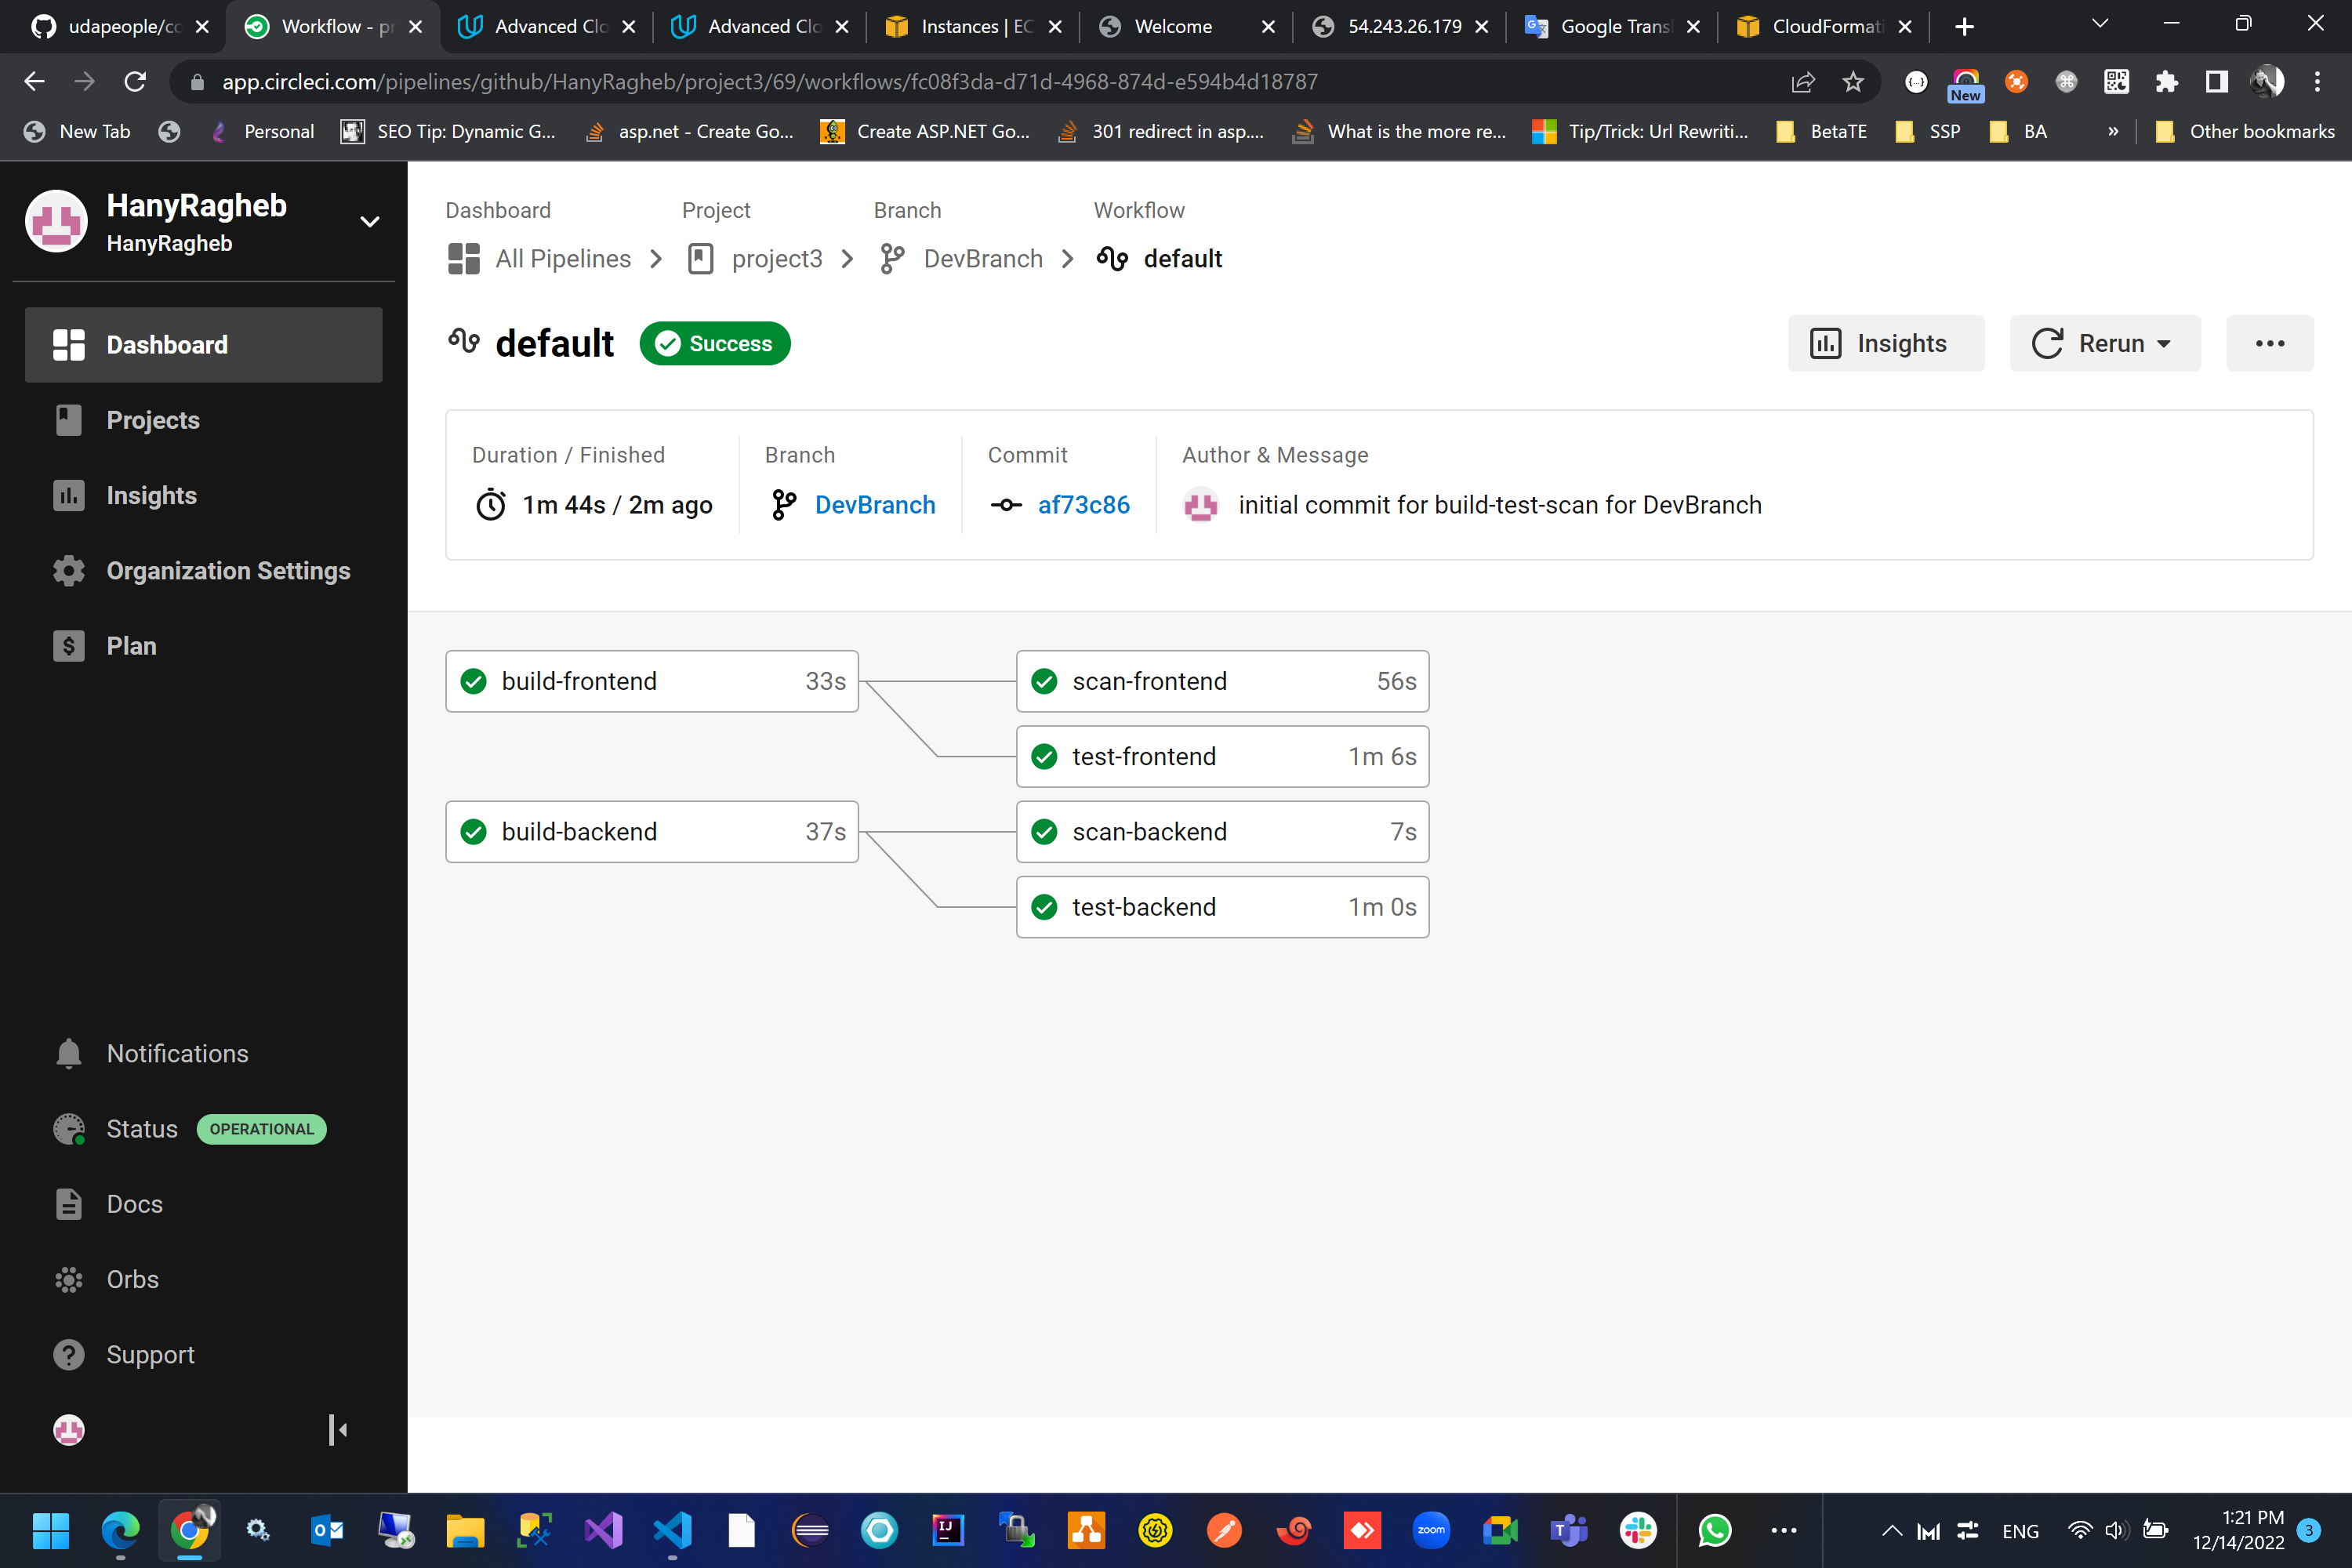 udapeople/co
Workflow - pr
Advanced Clo
Advanced Clo
Instances | EC
Welcome
54.243.26.179
Google Transl
CloudFormati
app.circleci.com/pipelines/github/HanyRagheb/project3/69/workflows/fc08f3da-d71d-4968-874d-e594b4d18787
New
New Tab
Personal
SEO Tip: Dynamic G...
asp.net - Create Go...
Create ASP.NET Go...
301 redirect in asp....
What is the more re...
Tip/Trick: Url Rewriti...
BetaTE
SSP
BA
»
Other bookmarks
HanyRagheb
HanyRagheb
Dashboard
Projects
Insights
Organization Settings
Plan
Notifications
Status OPERATIONAL
Docs
Orbs
Support
Dashboard Project Branch Workflow
All Pipelines project3 DevBranch default
default Success
Insights Rerun
Duration / Finished
1m 44s / 2m ago
Branch
DevBranch
Commit
af73c86
Author & Message
initial commit for build-test-scan for DevBranch
build-frontend 33s
scan-frontend 56s
test-frontend 1m 6s
build-backend 37s
scan-backend 7s
test-backend 1m 0s
zoom
ENG
1:21 PM
12/14/2022
3